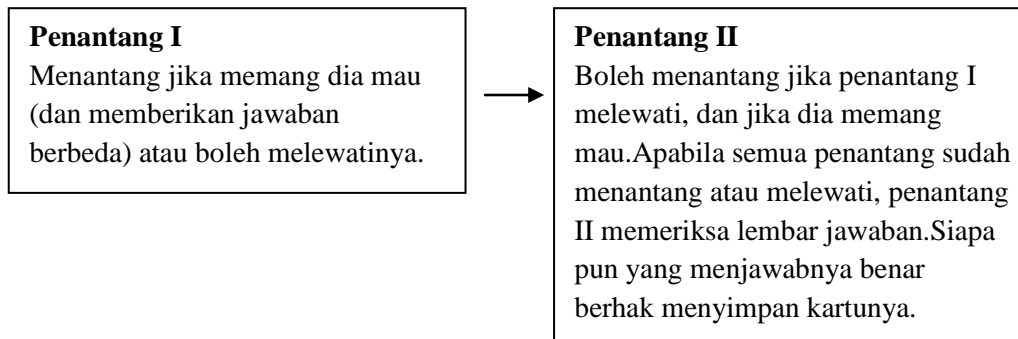 Penantang I
Menantang jika memang dia mau
(dan memberikan jawaban
berbeda) atau boleh melewatinya.
Penantang II
Boleh menantang jika penantang I
melewati, dan jika dia memang
mau.Apabila semua penantang sudah
menantang atau melewati, penantang
II memeriksa lembar jawaban.Siapa
pun yang menjawabnya benar
berhak menyimpan kartunya.